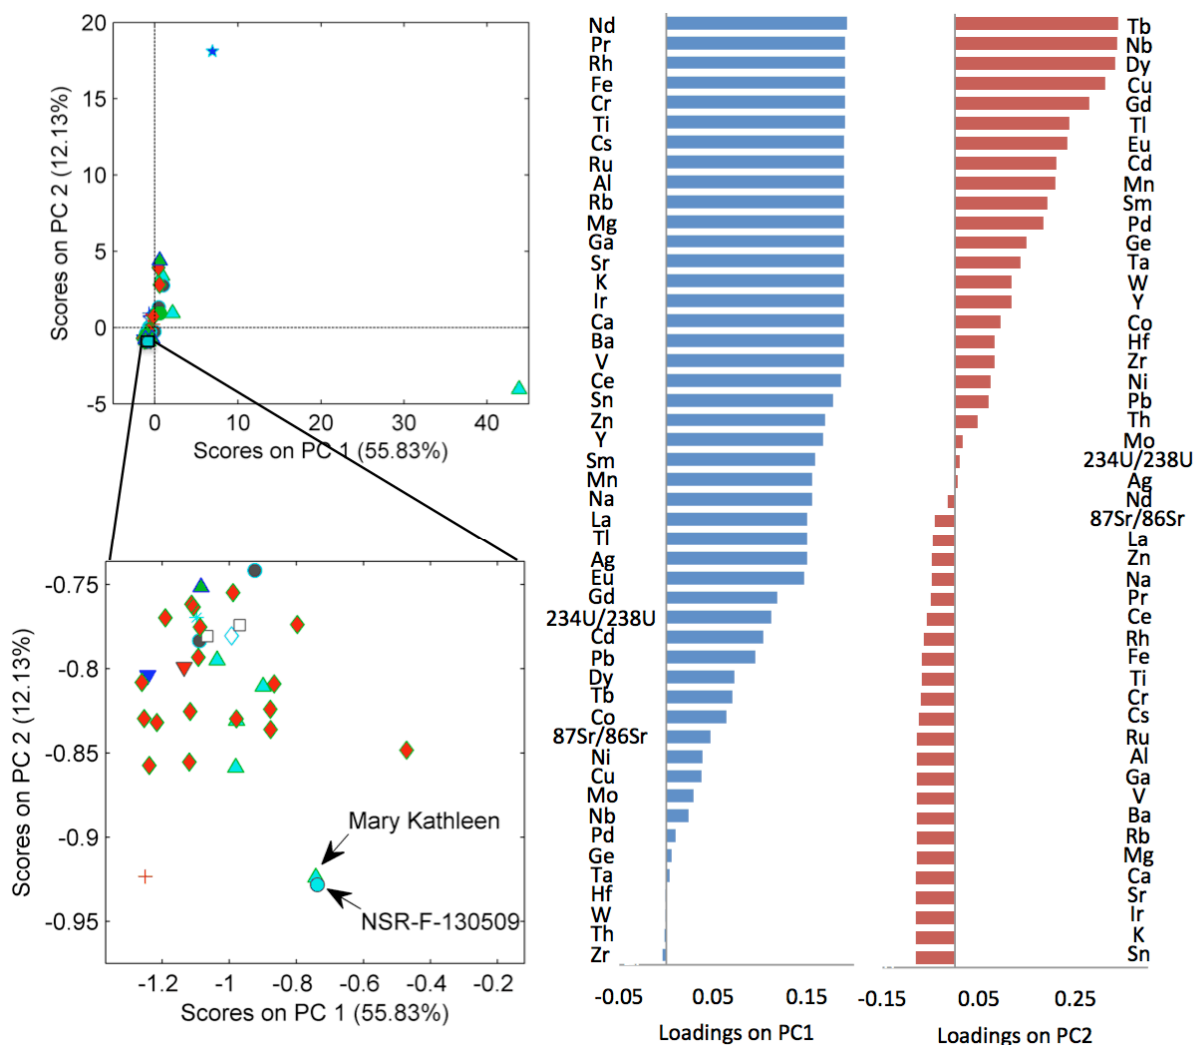 20
15
10
5
0
-5
0
10
20
30
40
Scores on PC 2 (12.13%)
Scores on PC 1 (55.83%)
-0.75
-0.8
-0.85
-0.9
-0.95
-1.2
-1
-0.8
-0.6
-0.4
-0.2
Scores on PC 2 (12.13%)
Scores on PC 1 (55.83%)
Mary Kathleen
NSR-F-130509
Nd
Pr
Rh
Fe
Cr
Ti
Cs
Ru
Al
Rb
Mg
Ga
Sr
K
Ir
Ca
Ba
V
Ce
Sn
Zn
Y
Sm
Mn
Na
La
Tl
Ag
Eu
Gd
234U/238U
Cd
Pb
Dy
Tb
Co
87Sr/86Sr
Ni
Cu
Mo
Nb
Pd
Ge
Ta
Hf
W
Th
Zr
-0.05
0.05
0.15
Loadings on PC1
Tb
Nb
Dy
Cu
Gd
Tl
Eu
Cd
Mn
Sm
Pd
Ge
Ta
W
Y
Co
Hf
Zr
Ni
Pb
Th
Mo
234U/238U
Ag
Nd
87Sr/86Sr
La
Zn
Na
Pr
Ce
Rh
Fe
Ti
Cr
Cs
Ru
Al
Ga
V
Ba
Rb
Mg
Ca
Sr
Ir
K
Sn
-0.15
0.05
0.25
Loadings on PC2